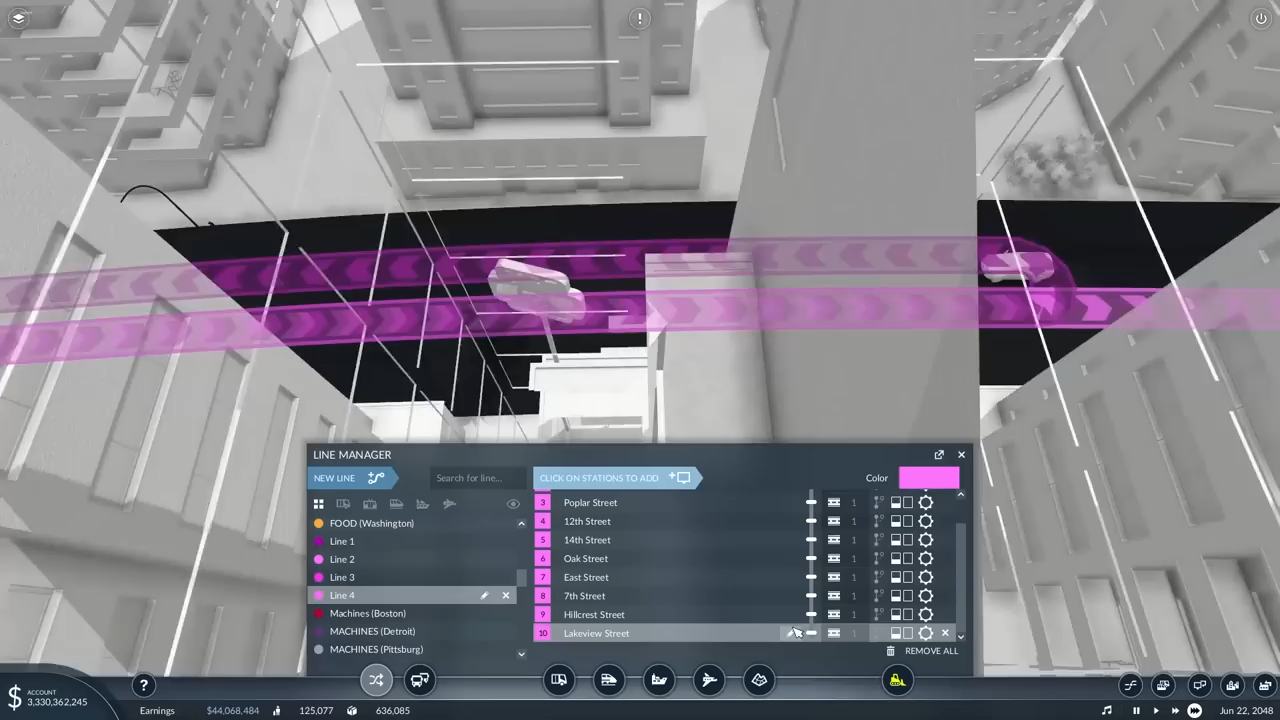 LINE MANAGER
NEW LINE
Search for line...
CLICK ON STATIONS TO ADD
Color
FOOD (Washington)
Line 1
Line 2
Line 3
Line 4
Machines (Boston)
MACHINES (Detroit)
MACHINES (Pittsburg)
3 Poplar Street 1
4 12th Street 1
5 14th Street 1
6 Oak Street 1
7 East Street 1
8 7th Street 1
9 Hillcrest Street 1
10 Lakeview Street 1
REMOVE ALL
$ ACCOUNT
3,330,362,245
?
!
Earnings $44,068,484 125,077 636,085
Jun 22, 2048